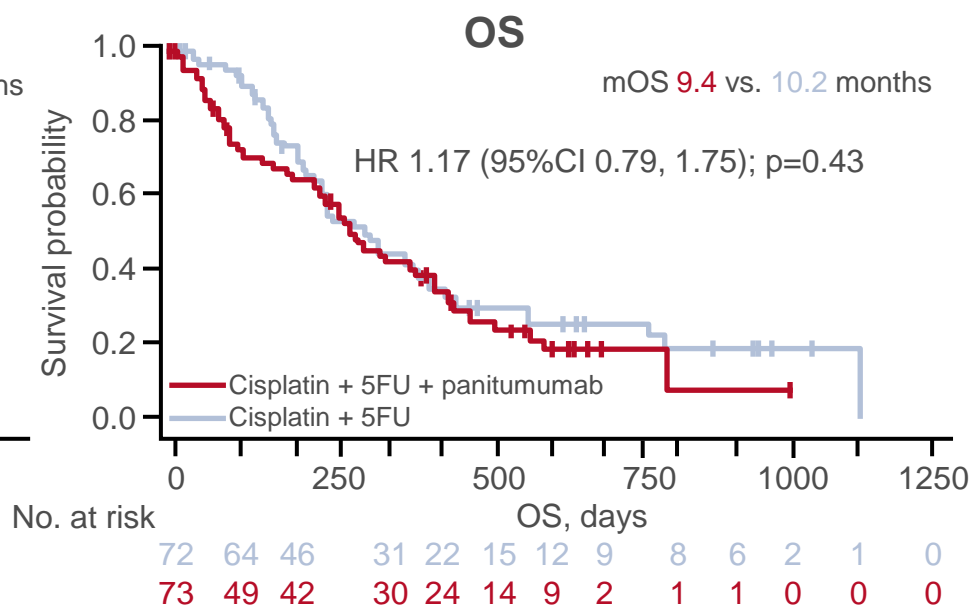 OS
ns
mOS 9.4 vs. 10.2 months
HR 1.17 (95%CI 0.79, 1.75); p=0.43
Survival probability
1.0
0.8
0.6
0.4
0.2
0.0
Cisplatin + 5FU + panitumumab
Cisplatin + 5FU
0 250 500 750 1000 1250
No. at risk
OS, days
72 64 46 31 22 15 12 9 8 6 2 1 0
73 49 42 30 24 14 9 2 1 1 0 0 0